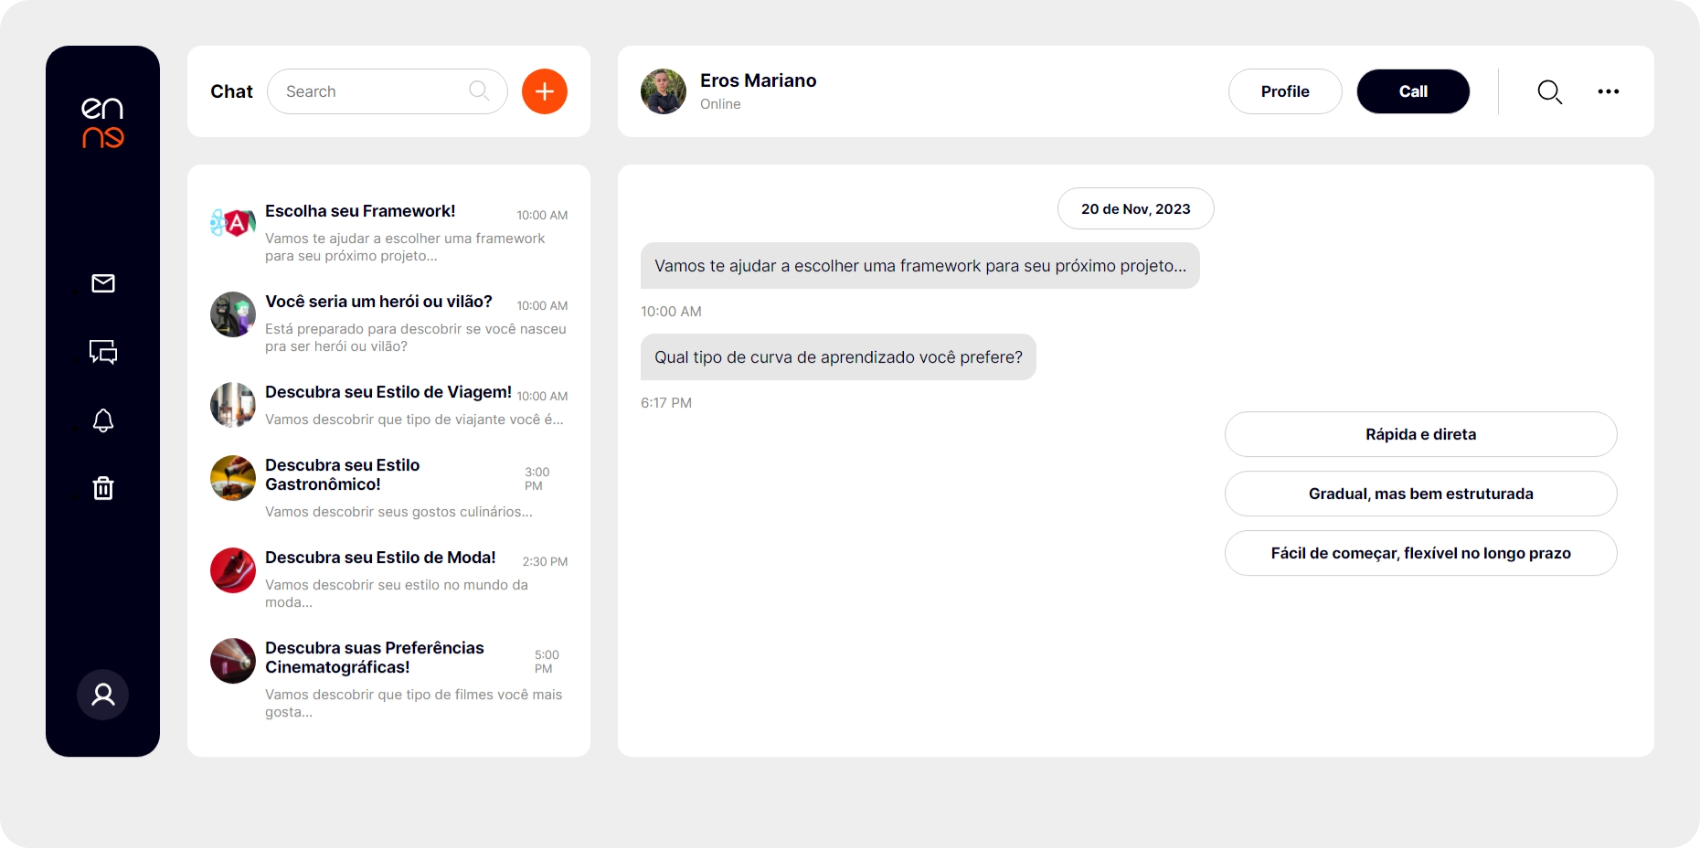 en
ne
Chat
Search
Eros Mariano
Online
Profile
Call
Escolha seu Framework!
10:00 AM
Vamos te ajudar a escolher uma framework
para seu próximo projeto...
Você seria um herói ou vilão?
10:00 AM
Está preparado para descobrir se você nasceu
pra ser herói ou vilão?
Descubra seu Estilo de Viagem!
10:00 AM
Vamos descobrir que tipo de viajante você é...
Descubra seu Estilo
Gastronômico!
3:00
PM
Vamos descobrir seus gostos culinários...
Descubra seu Estilo de Moda!
2:30 PM
Vamos descobrir seu estilo no mundo da
moda...
Descubra suas Preferências
Cinematográficas!
5:00
PM
Vamos descobrir que tipo de filmes você mais
gosta...
20 de Nov, 2023
Vamos te ajudar a escolher uma framework para seu próximo projeto...
10:00 AM
Qual tipo de curva de aprendizado você prefere?
6:17 PM
Rápida e direta
Gradual, mas bem estruturada
Fácil de começar, flexível no longo prazo